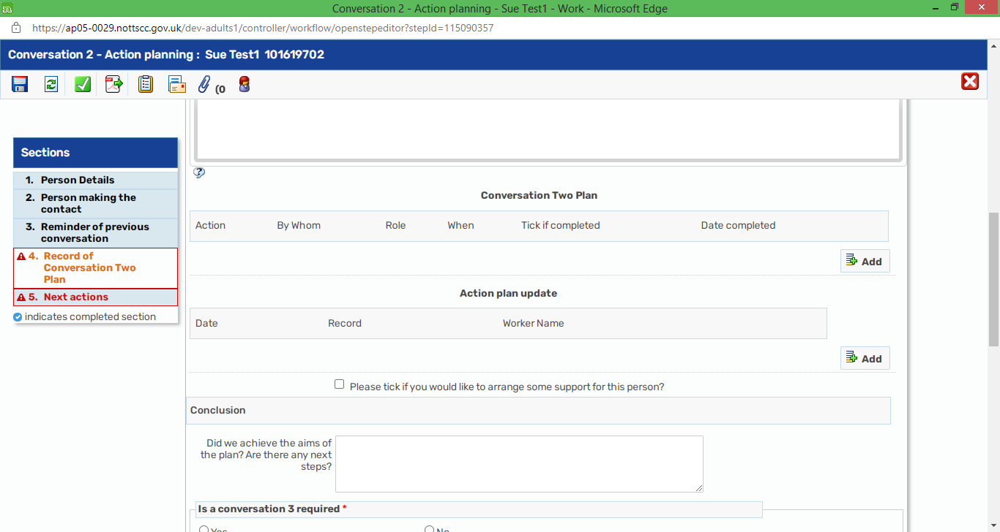 Conversation 2 - Action planning - Sue Test1 - Work - Microsoft Edge
https://ap05-0029.nottscc.gov.uk/dev-adults1/controller/workflow/openstepeditor?stepId=115090357
Conversation 2 - Action planning : Sue Test1 101619702
(0
Sections
1. Person Details
2. Person making the
contact
3. Reminder of previous
conversation
4. Record of
Conversation Two
Plan
5. Next actions
indicates completed section
Conversation Two Plan
Action By Whom Role When Tick if completed Date completed
Add
Action plan update
Date Record Worker Name
Add
Please tick if you would like to arrange some support for this person?
Conclusion
Did we achieve the aims of
the plan? Are there any next
steps?
Is a conversation 3 required *
Yes No